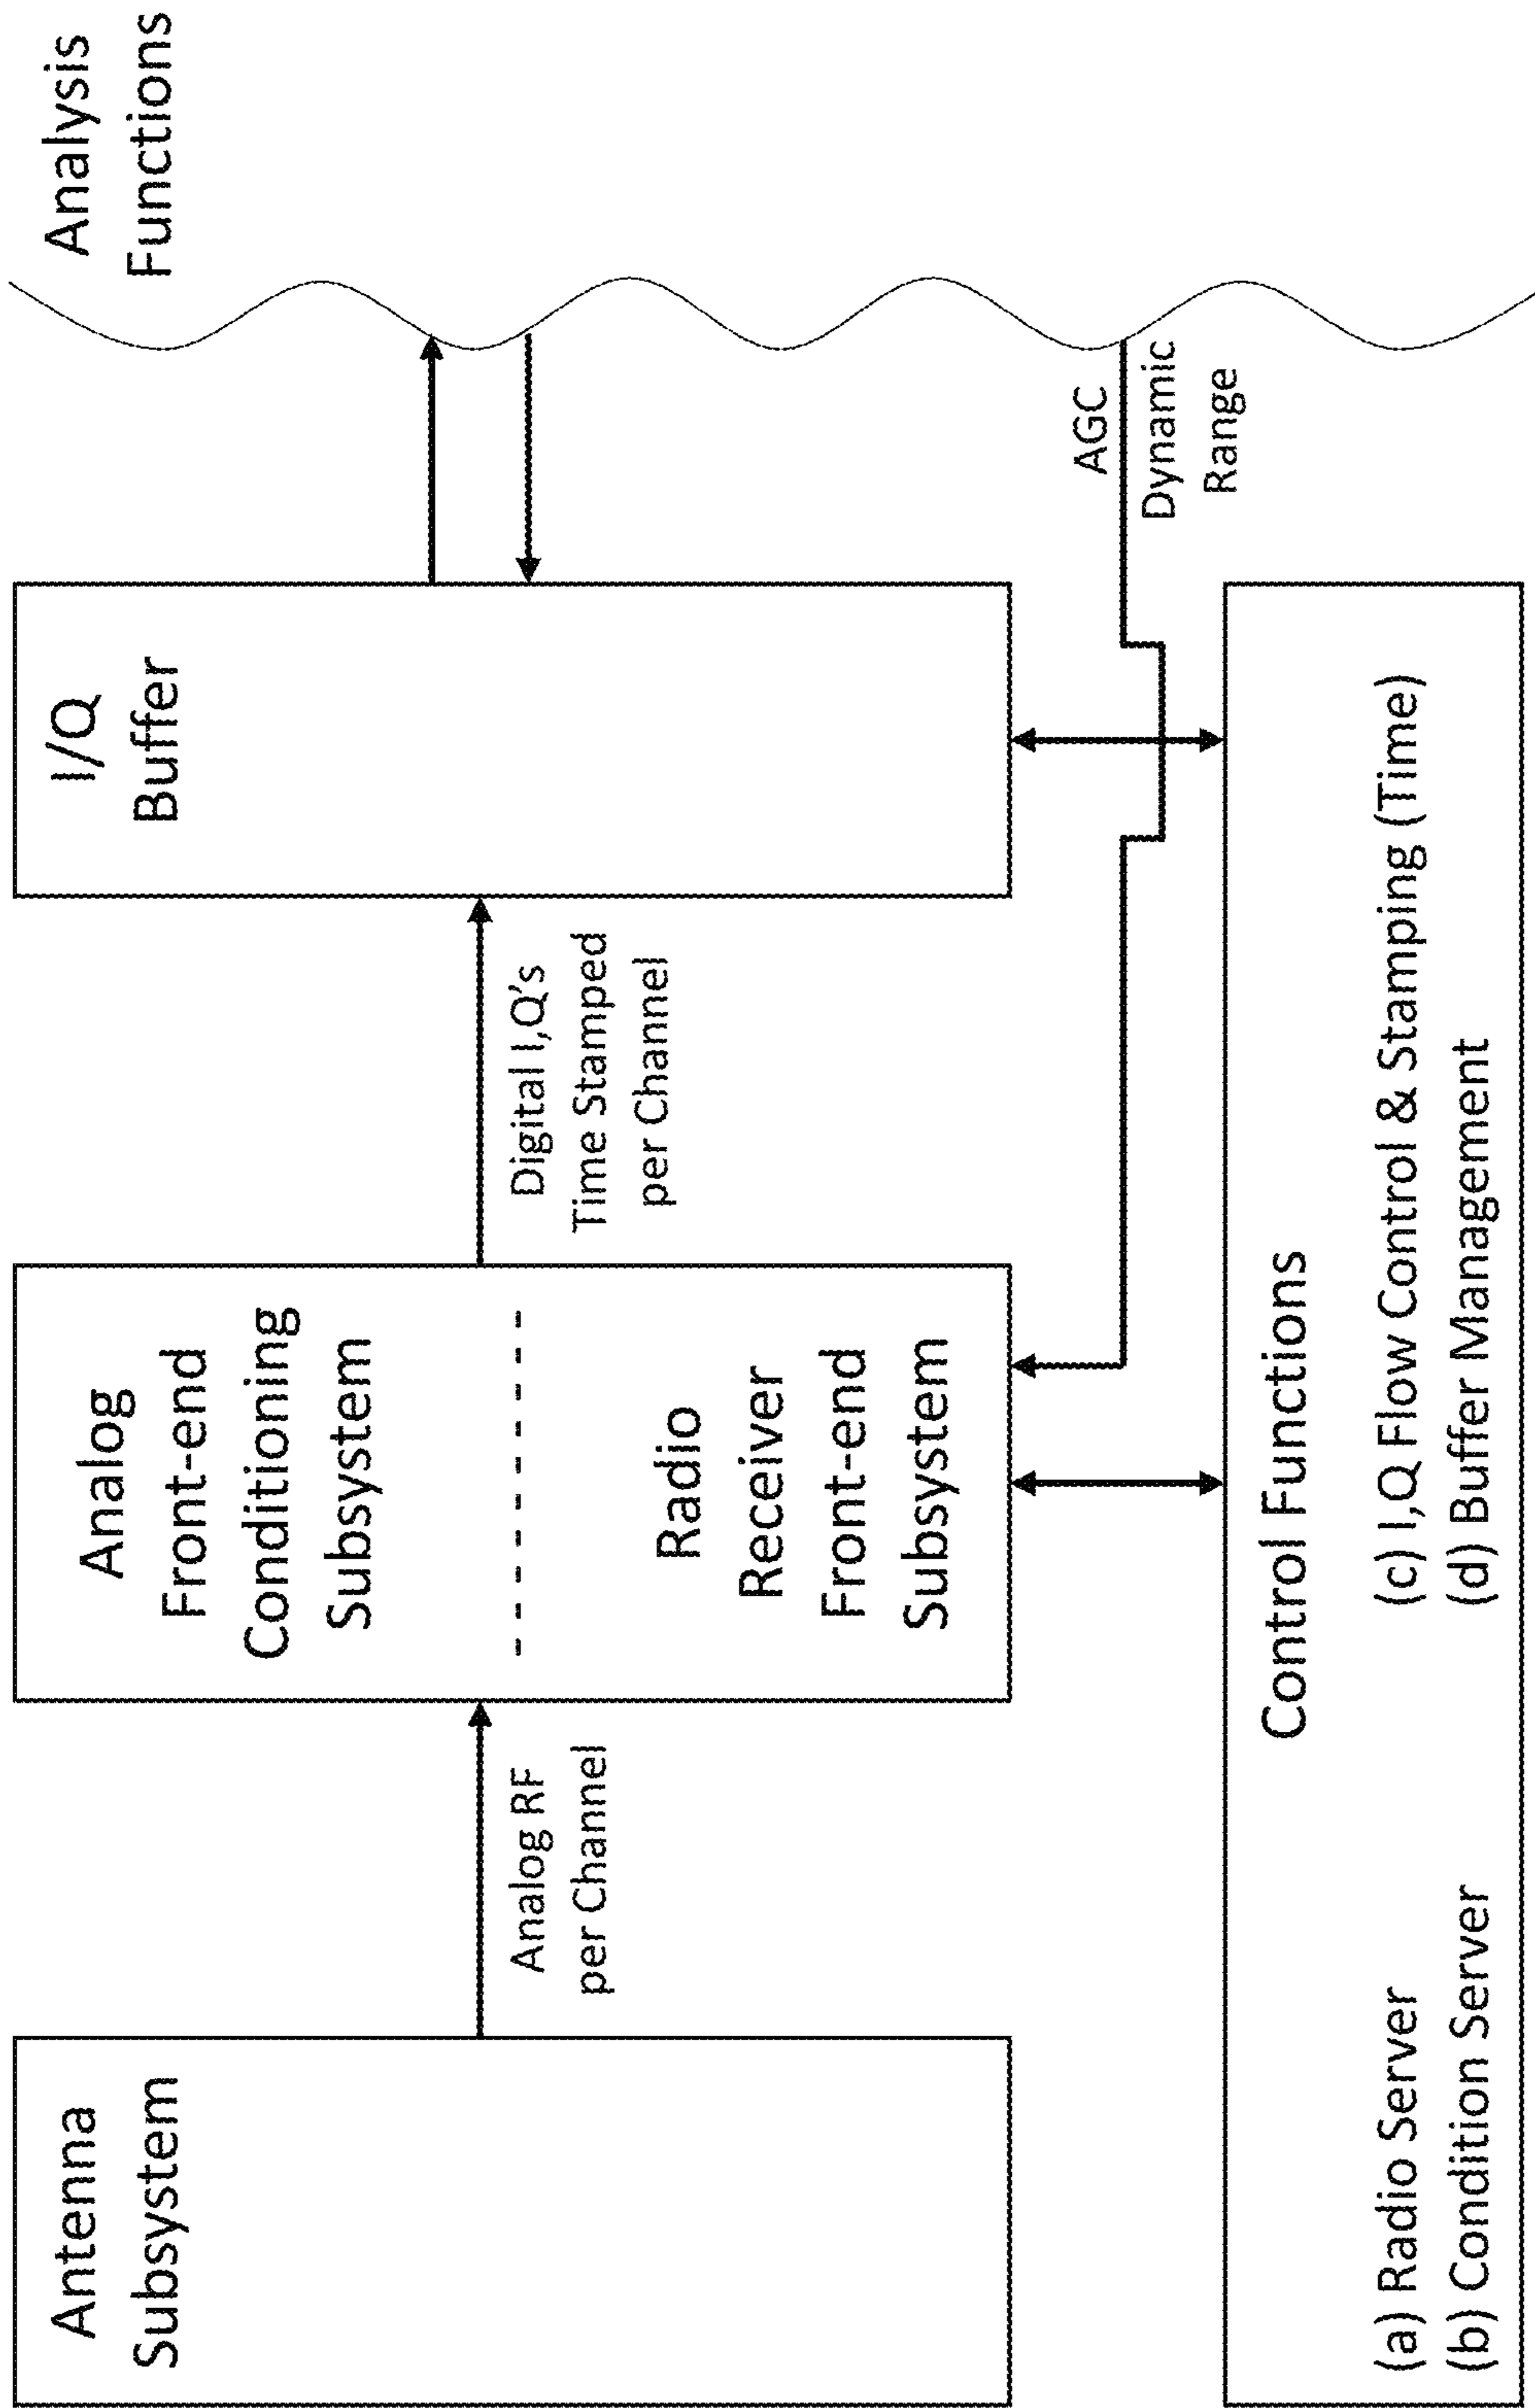 Antenna
Subsystem
Analog RF
per Channel
Analog
Front-end
Conditioning
Subsystem
Radio
Receiver
Front-end
Subsystem
Digital I,Q's
Time Stamped
per Channel
I/Q
Buffer
Analysis
Functions
AGC
Dynamic
Range
Control Functions
(a) Radio Server
(b) Condition Server
(c) I,Q Flow Control & Stamping (Time)
(d) Buffer Management